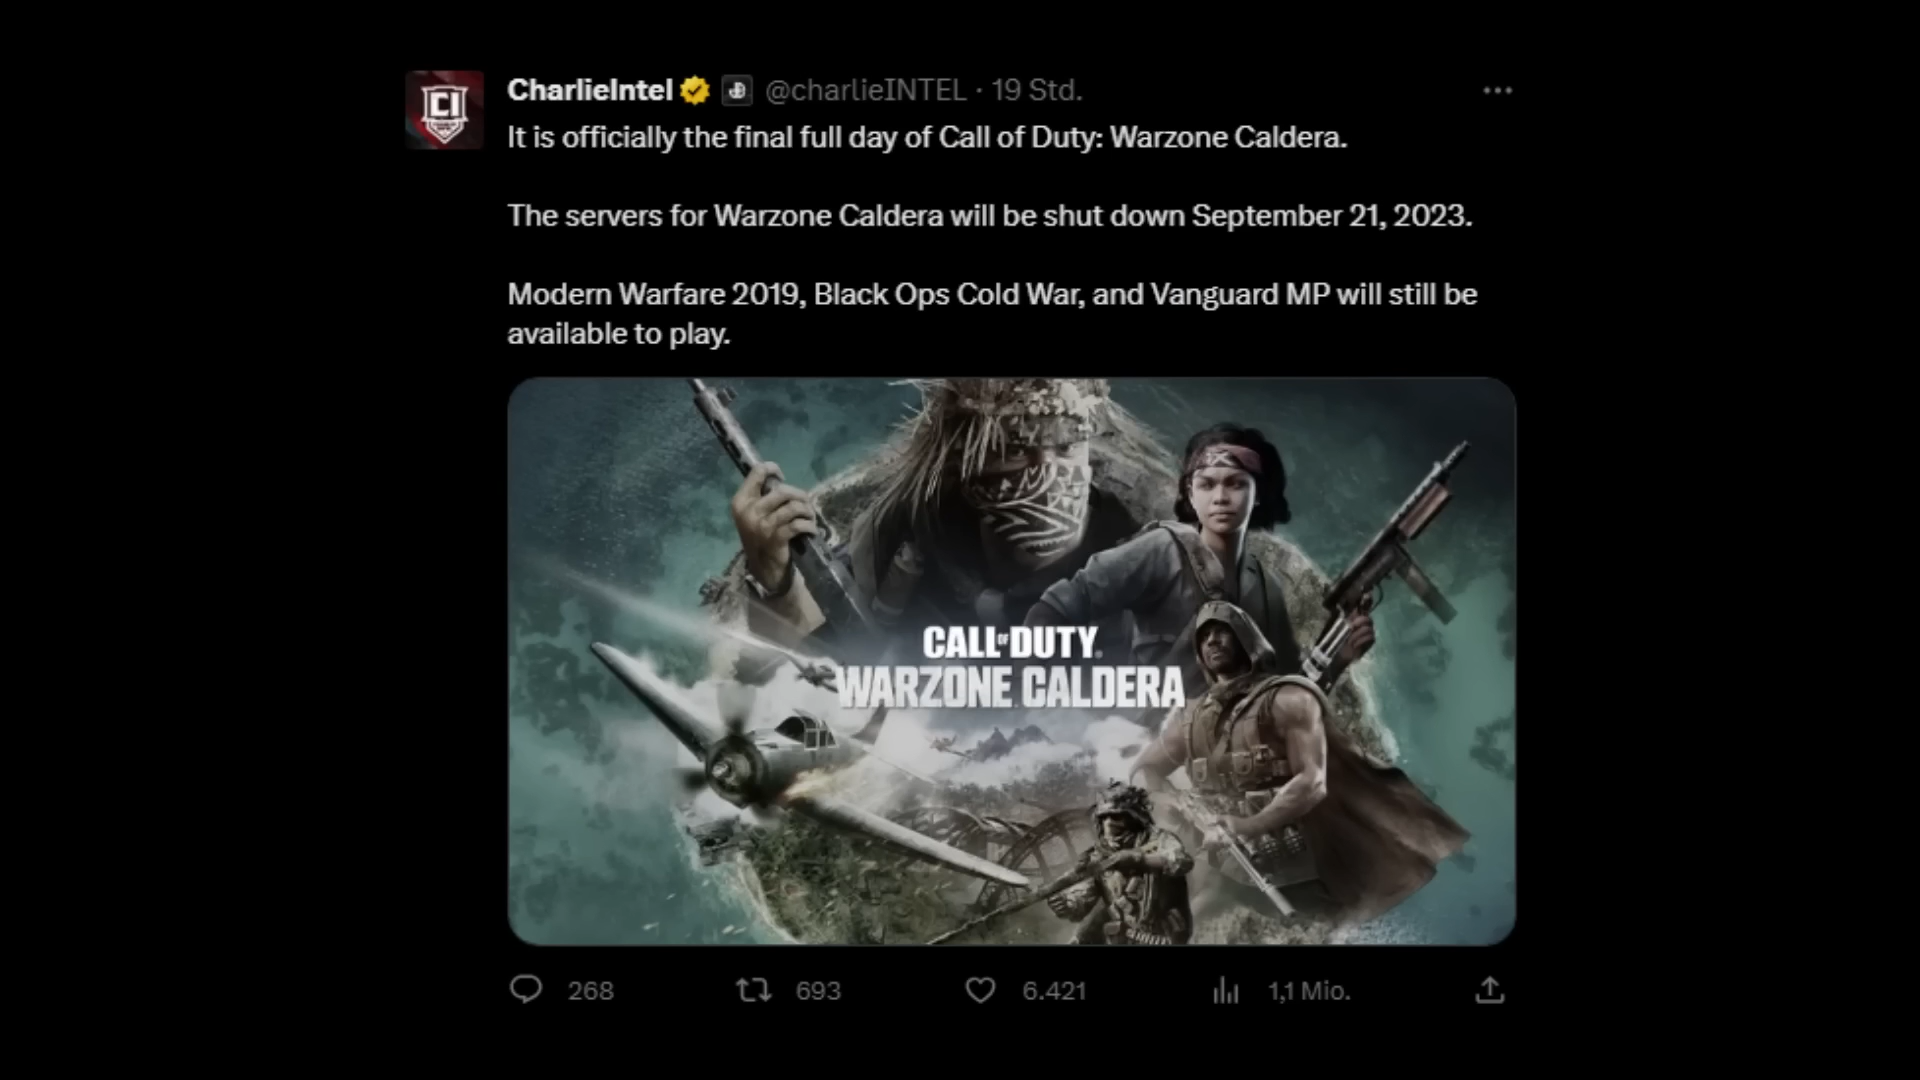 CharlieIntel @charlieINTEL · 19 Std.
It is officially the final full day of Call of Duty: Warzone Caldera.
The servers for Warzone Caldera will be shut down September 21, 2023.
Modern Warfare 2019, Black Ops Cold War, and Vanguard MP will still be
available to play.
CALL OF DUTY
WARZONE CALDERA
268 693 6.421 1,1 Mio.